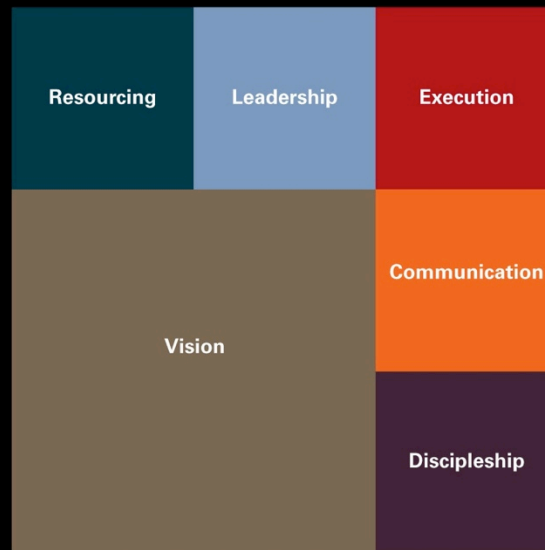 Resourcing
Leadership
Execution
Communication
Vision
Discipleship